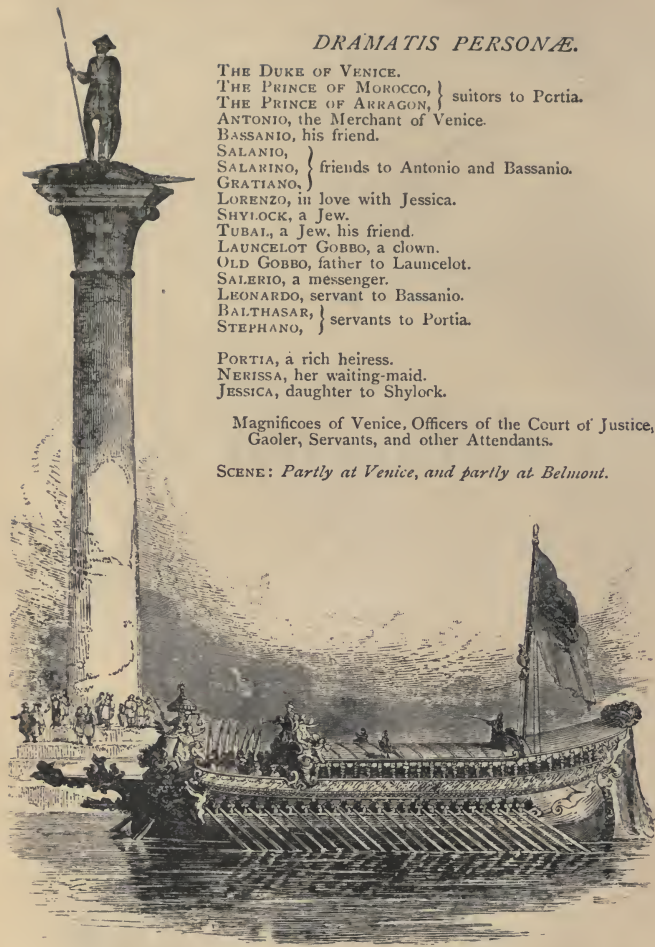 DRAMATIS PERSONÆ.
THE DUKE OF VENICE.
THE PRINCE OF MOROCCO, } suitors to Portia.
THE PRINCE OF ARRAGON,
ANTONIO, the Merchant of Venice.
BASSANIO, his friend.
SALANIO,
SALARINO, } friends to Antonio and Bassanio.
GRATIANO,
LORENZO, in love with Jessica.
SHYLOCK, a Jew.
TUBAL, a Jew, his friend.
LAUNCELOT GOBBO, a clown.
OLD GOBBO, father to Launcelot.
SALERIO, a messenger.
LEONARDO, servant to Bassanio.
BALTHASAR, } servants to Portia.
STEPHANO,
PORTIA, a rich heiress.
NERISSA, her waiting-maid.
JESSICA, daughter to Shylock.
Magnificoes of Venice, Officers of the Court of Justice,
Gaoler, Servants, and other Attendants.
SCENE: Partly at Venice, and partly at Belmont.